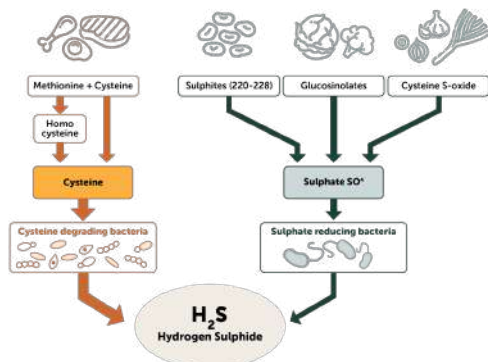 Methionine + Cysteine
Sulphites (220-228)
Glucosinolates
Cysteine S-oxide
Homo
cysteine
Cysteine
Sulphate SO⁴
Cysteine degrading bacteria
Sulphate reducing bacteria
H₂S
Hydrogen Sulphide